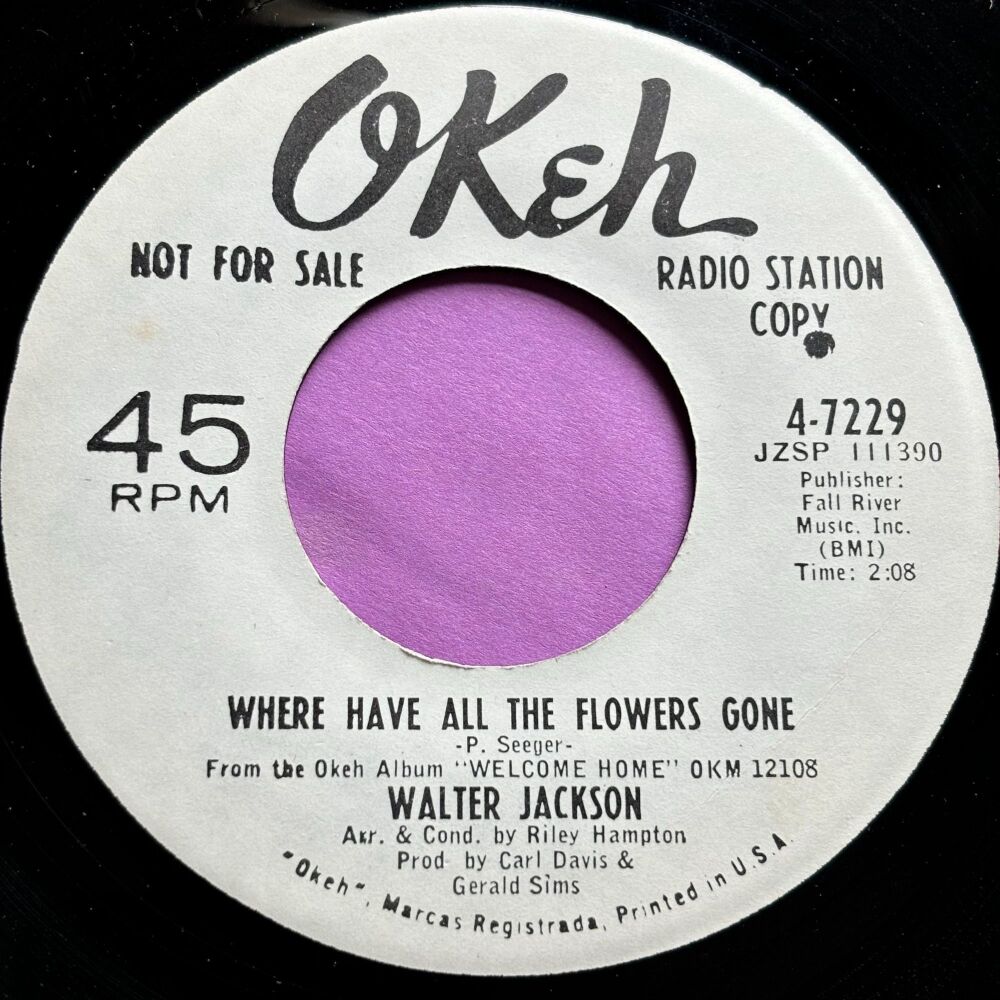 OKeh
NOT FOR SALE
RADIO STATION
COPY
45
RPM
4-7229
JZSP 111390
Publisher:
Fall River
Music, Inc.
(BMI)
Time: 2:08
WHERE HAVE ALL THE FLOWERS GONE
-P. Seeger-
From the Okeh Album "WELCOME HOME" OKM 12108
WALTER JACKSON
Arr. & Cond. by Riley Hampton
Prod by Carl Davis &
Gerald Sims
"Okeh", Marcas Registrada, Printed in U.S.A.